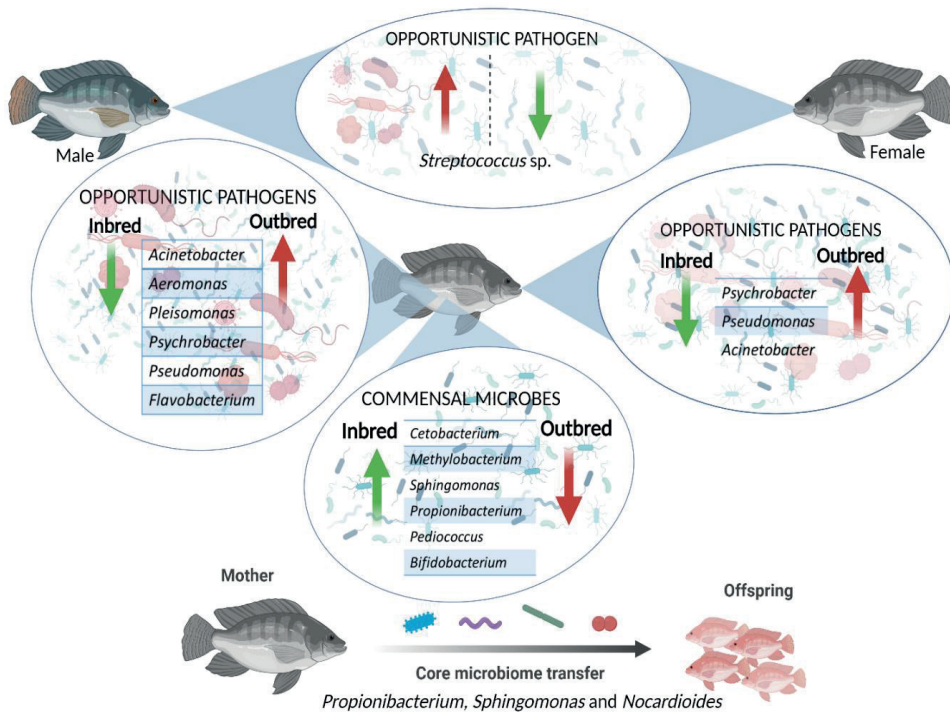 OPPORTUNISTIC PATHOGEN
Streptococcus sp.
Male
Female
OPPORTUNISTIC PATHOGENS
Inbred
Outbred
Acinetobacter
Aeromonas
Pleisomonas
Psychrobacter
Pseudomonas
Flavobacterium
OPPORTUNISTIC PATHOGENS
Inbred
Outbred
Psychrobacter
Pseudomonas
Acinetobacter
COMMENSAL MICROBES
Inbred
Outbred
Cetobacterium
Methylobacterium
Sphingomonas
Propionibacterium
Pediococcus
Bifidobacterium
Mother
Offspring
Core microbiome transfer
Propionibacterium, Sphingomonas and Nocardioides